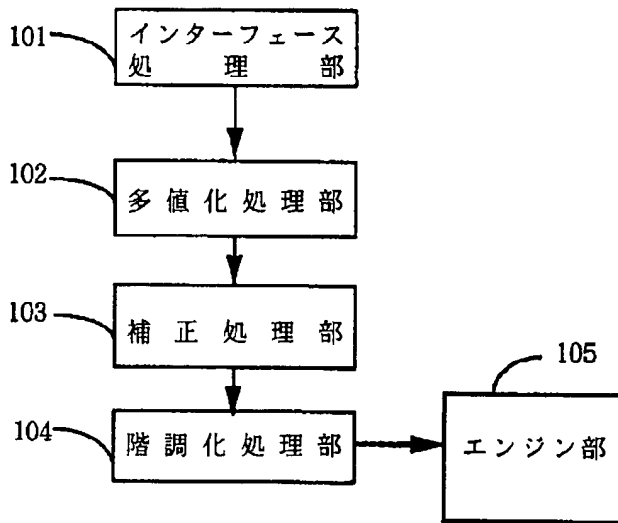 101
インターフェース
処理部
102
多値化処理部
103
補正処理部
104
階調化処理部
105
エンジン部